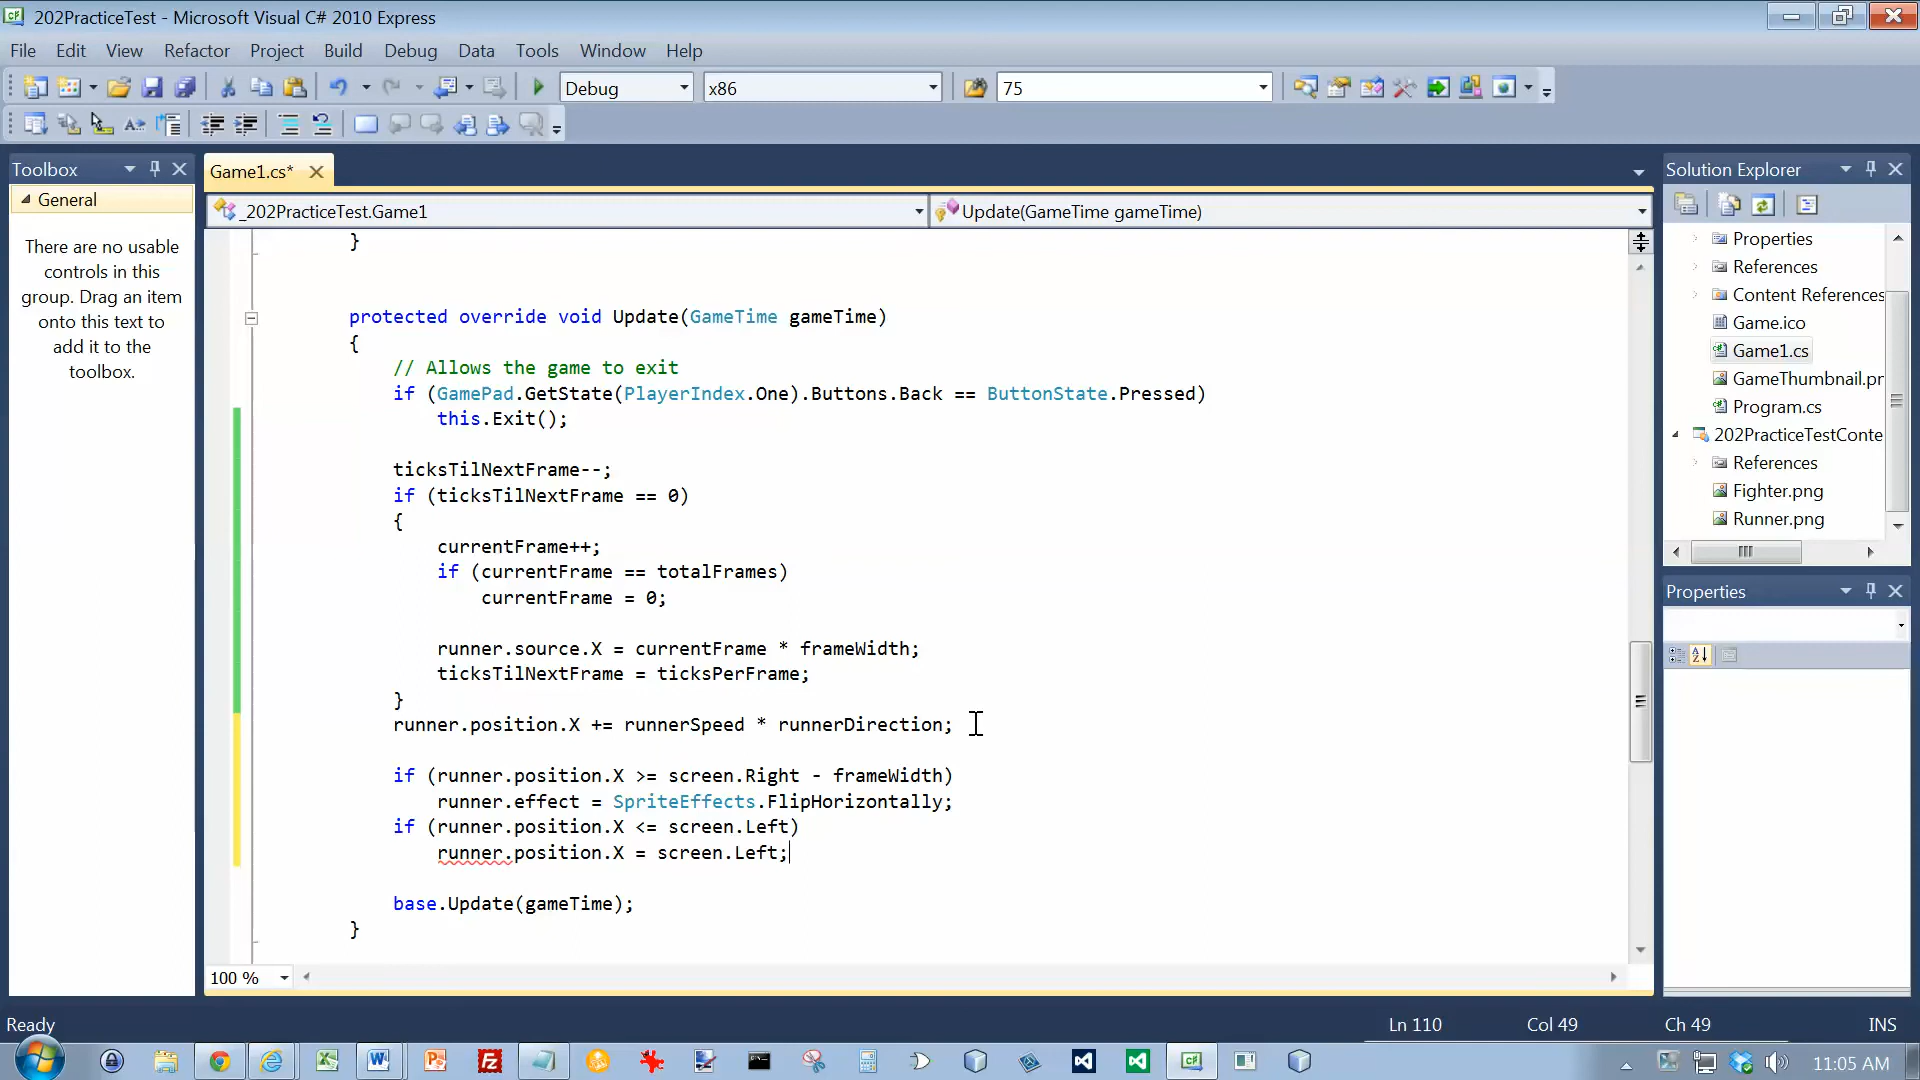 202PracticeTest - Microsoft Visual C# 2010 Express
File Edit View Refactor Project Build Debug Data Tools Window Help
Debug x86 75
Toolbox
General
There are no usable
controls in this
group. Drag an item
onto this text to
add it to the
toolbox.
Game1.cs*
_202PracticeTest.Game1
Update(GameTime gameTime)
}
protected override void Update(GameTime gameTime)
{
// Allows the game to exit
if (GamePad.GetState(PlayerIndex.One).Buttons.Back == ButtonState.Pressed)
this.Exit();
ticksTilNextFrame--;
if (ticksTilNextFrame == 0)
{
currentFrame++;
if (currentFrame == totalFrames)
currentFrame = 0;
runner.source.X = currentFrame * frameWidth;
ticksTilNextFrame = ticksPerFrame;
}
runner.position.X += runnerSpeed * runnerDirection;
if (runner.position.X >= screen.Right - frameWidth)
runner.effect = SpriteEffects.FlipHorizontally;
if (runner.position.X <= screen.Left)
runner.position.X = screen.Left;
base.Update(gameTime);
}
100 %
Solution Explorer
Properties
References
Content References
Game.ico
Game1.cs
GameThumbnail.pr
Program.cs
202PracticeTestConte
References
Fighter.png
Runner.png
Properties
Ready
Ln 110 Col 49 Ch 49 INS
11:05 AM